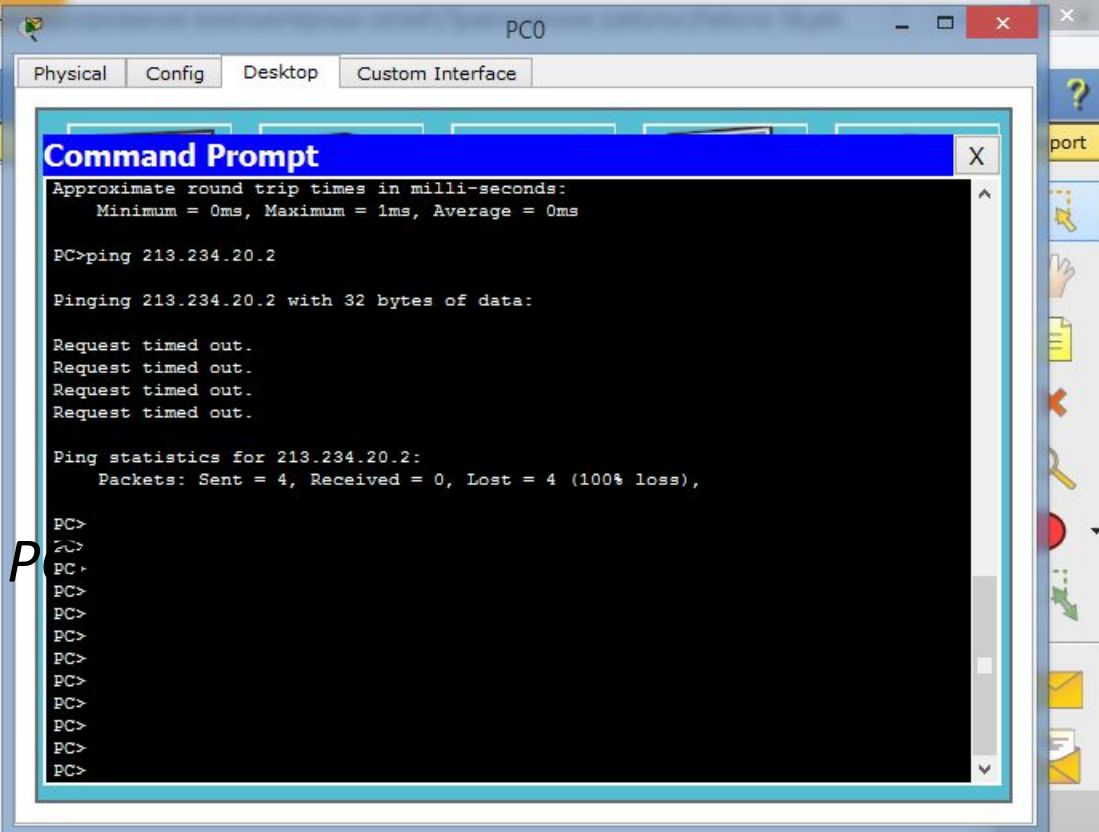 PC0
Physical Config Desktop Custom Interface
?
port
Command Prompt
X
Approximate round trip times in milli-seconds:
Minimum = 0ms, Maximum = 1ms, Average = 0ms
PC>ping 213.234.20.2
Pinging 213.234.20.2 with 32 bytes of data:
Request timed out.
Request timed out.
Request timed out.
Request timed out.
Ping statistics for 213.234.20.2:
Packets: Sent = 4, Received = 0, Lost = 4 (100% loss),
PC>
PC>
PC>
PC>
PC>
PC>
PC>
PC>
PC>
PC>
PC>
PC>